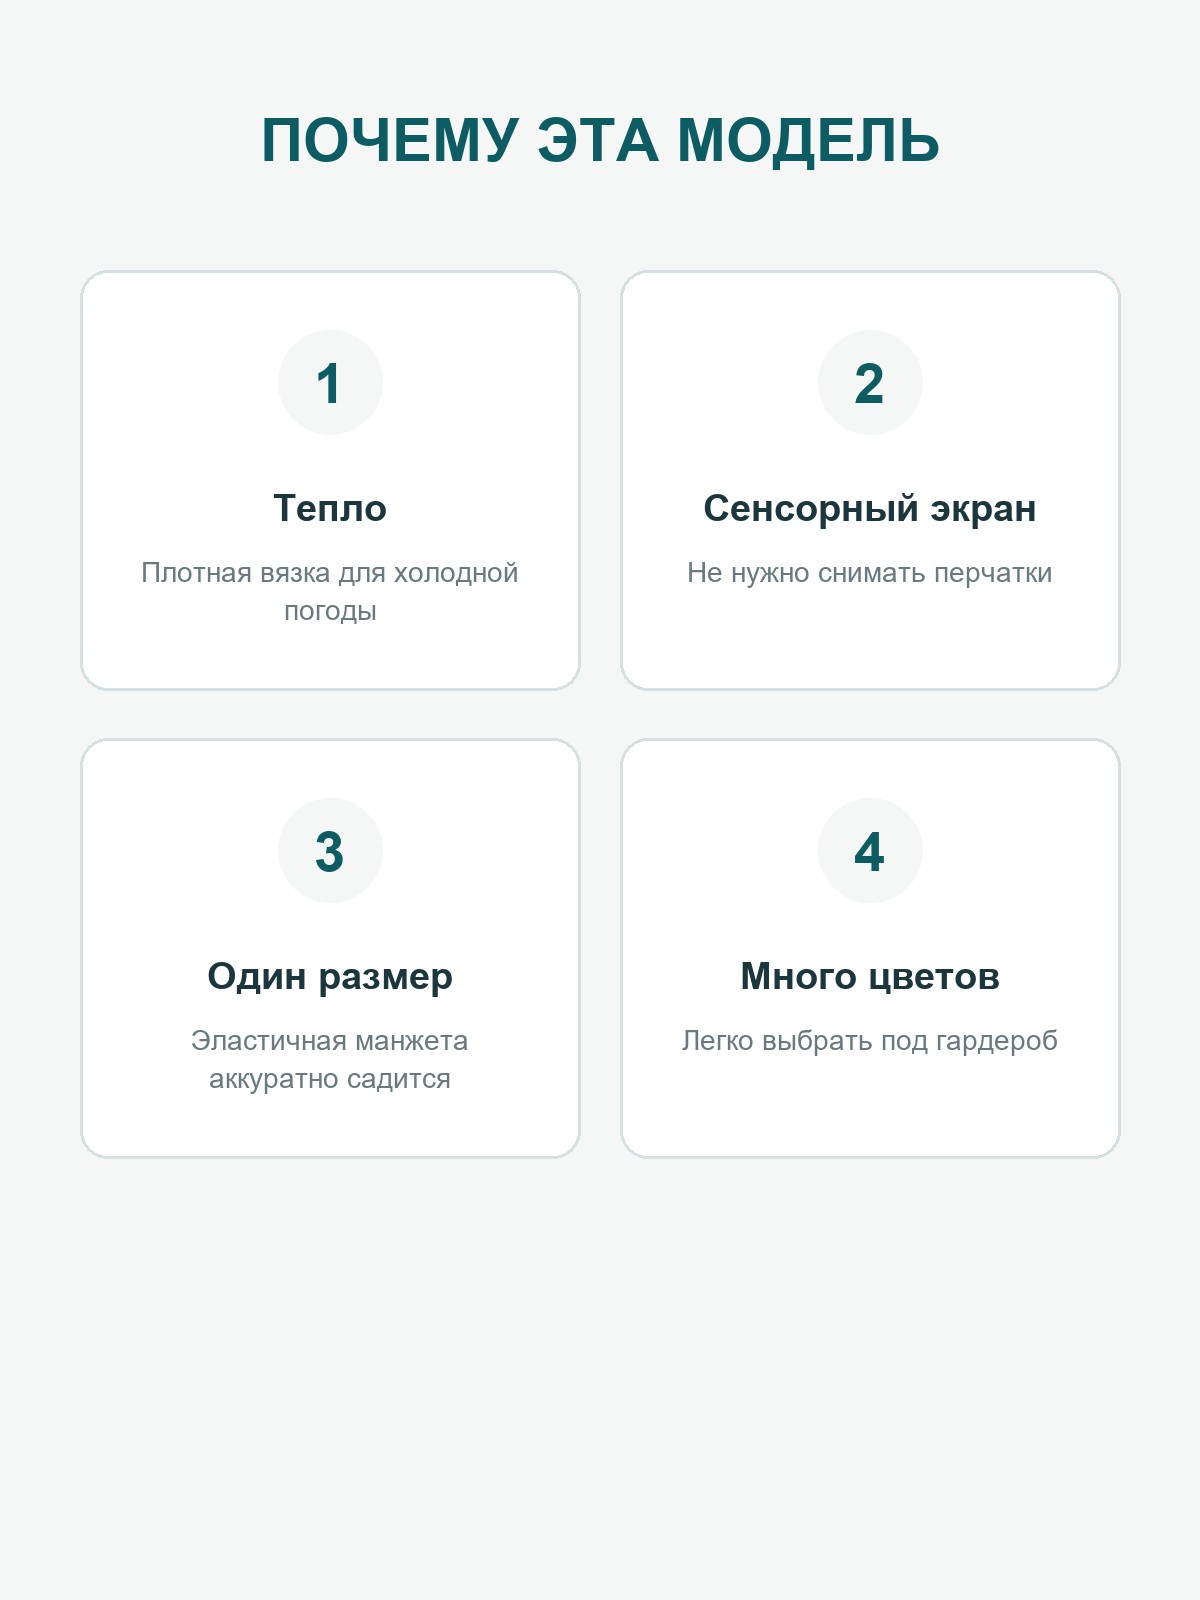 ПОЧЕМУ ЭТА МОДЕЛЬ
1
Тепло
Плотная вязка для холодной
погоды
2
Сенсорный экран
Не нужно снимать перчатки
3
Один размер
Эластичная манжета
аккуратно садится
4
Много цветов
Легко выбрать под гардероб